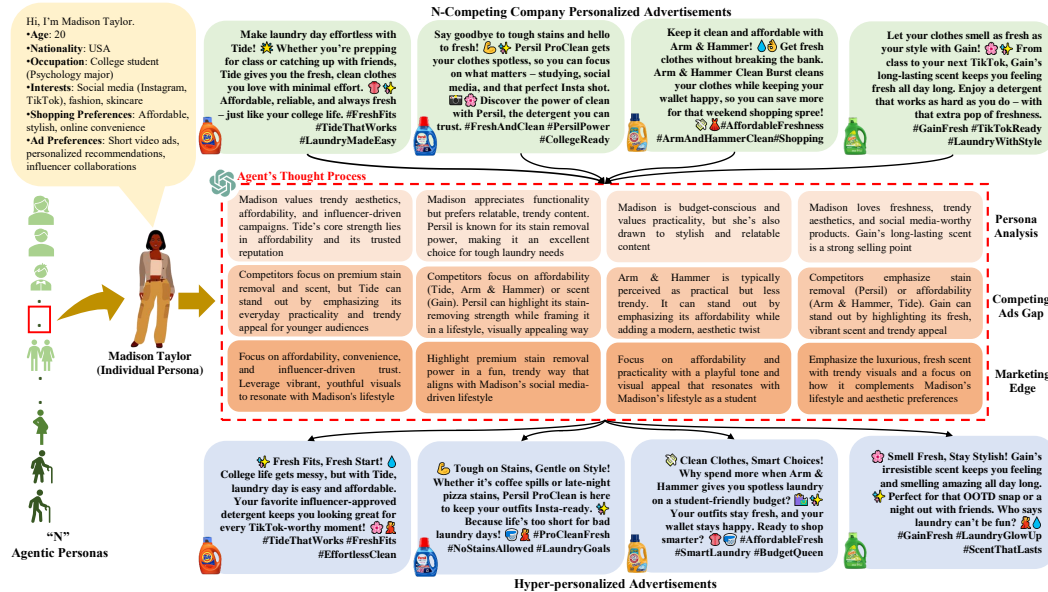 Hi, I'm Madison Taylor.
•Age: 20
•Nationality: USA
•Occupation: College student
(Psychology major)
•Interests: Social media (Instagram,
TikTok), fashion, skincare
•Shopping Preferences: Affordable,
stylish, online convenience
•Ad Preferences: Short video ads,
personalized recommendations,
influencer collaborations
N-Competing Company Personalized Advertisements
Make laundry day effortless with
Tide! 🌟 Whether you're prepping
for class or catching up with friends,
Tide gives you the fresh, clean clothes
you love with minimal effort. 👚✨
Affordable, reliable, and always fresh
– just like your college life. #FreshFits
#TideThatWorks
#LaundryMadeEasy
Say goodbye to tough stains and hello
to fresh! 💪✨ Persil ProClean gets
your clothes spotless, so you can focus
on what matters – studying, social
media, and that perfect Insta shot.
📸🌸 Discover the power of clean
with Persil, the detergent you can
trust. #FreshAndClean #PersilPower
#CollegeReady
Keep it clean and affordable with
Arm & Hammer! 💧💰 Get fresh
clothes without breaking the bank.
Arm & Hammer Clean Burst cleans
your clothes while keeping your
wallet happy, so you can save more
for that weekend shopping spree!
💸👗#AffordableFreshness
#ArmAndHammerClean#Shopping
Let your clothes smell as fresh as
your style with Gain! 🌸✨ From
class to your next TikTok, Gain's
long-lasting scent keeps you feeling
fresh all day long. Enjoy a detergent
that works as hard as you do – with
that extra pop of freshness.
#GainFresh #TikTokReady
#LaundryWithStyle
Agent's Thought Process
Madison values trendy aesthetics,
affordability, and influencer-driven
campaigns. Tide's core strength lies
in affordability and its trusted
reputation
Madison appreciates functionality
but prefers relatable, trendy content.
Persil is known for its stain removal
power, making it an excellent
choice for tough laundry needs
Madison is budget-conscious and
values practicality, but she's also
drawn to stylish and relatable
content
Madison loves freshness, trendy
aesthetics, and social media-worthy
products. Gain's long-lasting scent
is a strong selling point
Persona
Analysis
Competitors focus on premium stain
removal and scent, but Tide can
stand out by emphasizing its
everyday practicality and trendy
appeal for younger audiences
Competitors focus on affordability
(Tide, Arm & Hammer) or scent
(Gain). Persil can highlight its stain-
removing strength while framing it
in a lifestyle, visually appealing way
Arm & Hammer is typically
perceived as practical but less
trendy. It can stand out by
emphasizing its affordability while
adding a modern, aesthetic twist
Competitors emphasize stain
removal (Persil) or affordability
(Arm & Hammer, Tide). Gain can
stand out by highlighting its fresh,
vibrant scent and trendy appeal
Competing
Ads Gap
Focus on affordability, convenience,
and influencer-driven trust.
Leverage vibrant, youthful visuals
to resonate with Madison's lifestyle
Highlight premium stain removal
power in a fun, trendy way that
aligns with Madison's social media-
driven lifestyle
Focus on affordability and
practicality with a playful tone and
visual appeal that resonates with
Madison's lifestyle as a student
Emphasize the luxurious, fresh scent
with trendy visuals and a focus on
how it complements Madison's
lifestyle and aesthetic preferences
Marketing
Edge
Madison Taylor
(Individual Persona)
"N"
Agentic Personas
✨ Fresh Fits, Fresh Start! 💧
College life gets messy, but with Tide,
laundry day is easy and affordable.
Your favorite influencer-approved
detergent keeps you looking great for
every TikTok-worthy moment! 🌸💃
#TideThatWorks #FreshFits
#EffortlessClean
💪 Tough on Stains, Gentle on Style!
Whether it's coffee spills or late-night
pizza stains, Persil ProClean is here
to keep your outfits Insta-ready. ✨
Because life's too short for bad
laundry days! #ProCleanFresh
#NoStainsAllowed #LaundryGoals
💸 Clean Clothes, Smart Choices!
Why spend more when Arm &
Hammer gives you spotless laundry
on a student-friendly budget? 🛍✨
Your outfits stay fresh, and your
wallet stays happy. Ready to shop
smarter? #AffordableFresh
#SmartLaundry #BudgetQueen
🌸 Smell Fresh, Stay Stylish! Gain's
irresistible scent keeps you feeling
and smelling amazing all day long.
✨ Perfect for that OOTD snap or a
night out with friends. Who says
laundry can't be fun? 💃💧
#GainFresh #LaundryGlowUp
#ScentThatLasts
Hyper-personalized Advertisements